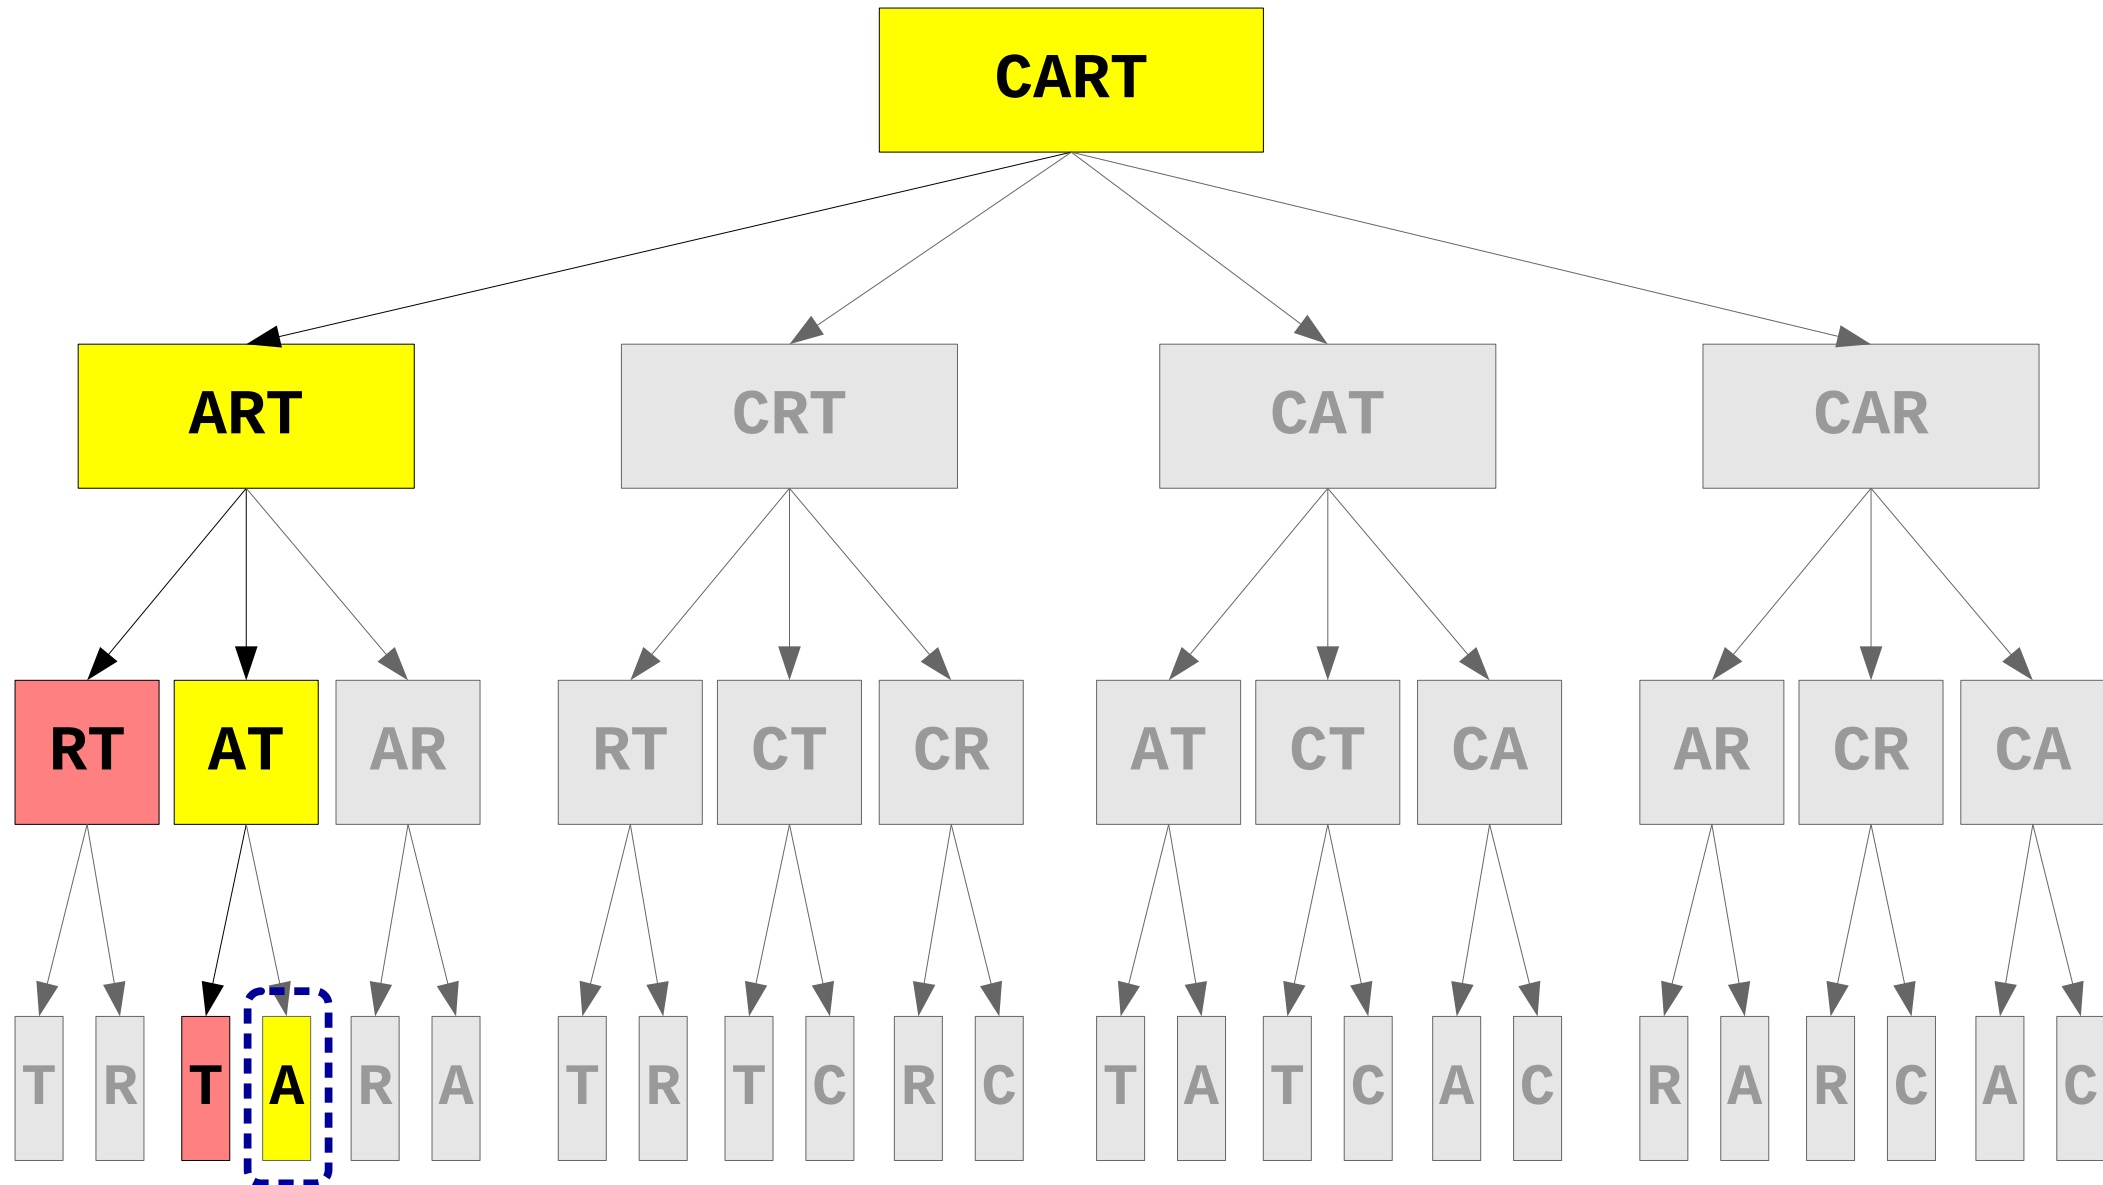 CART
ART CRT CAT CAR
RT AT AR RT CT CR AT CT CA AR CR CA
T R T A R A T R T C R C T A T C A C R A R C A C